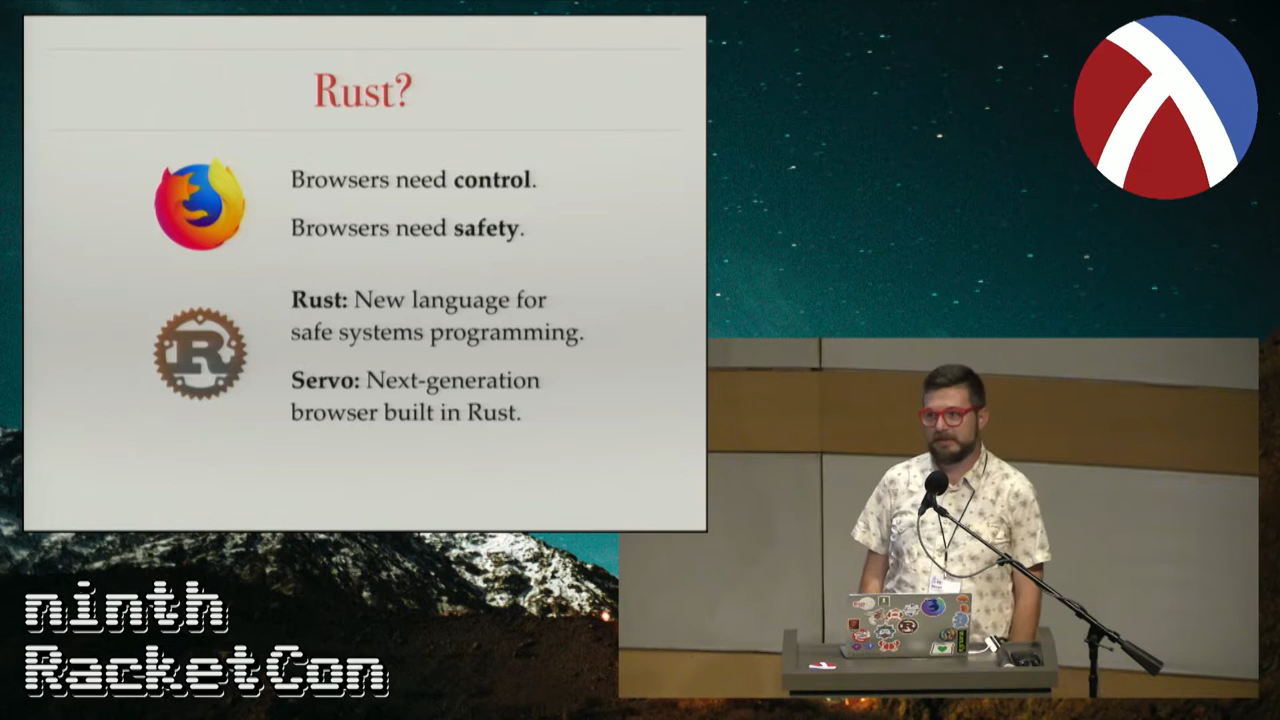 Rust?
Browsers need control.
Browsers need safety.
Rust: New language for
safe systems programming.
Servo: Next-generation
browser built in Rust.
R
ninth
RacketCon